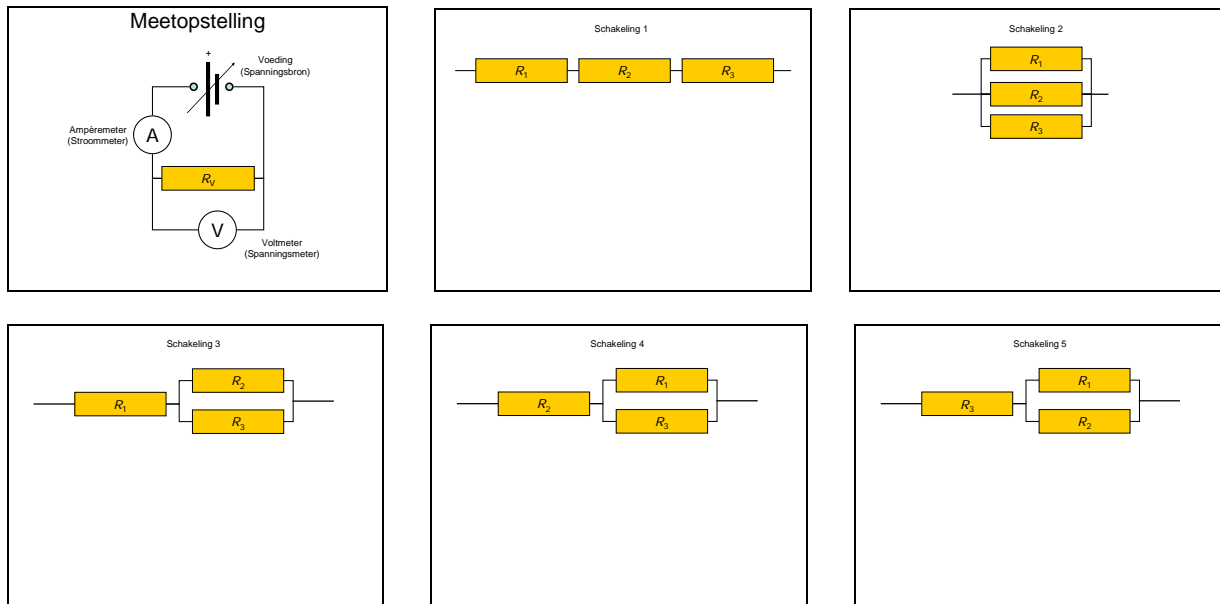 Meetopstelling
+
Voeding
(Spanningsbron)
Ampèremeter
(Stroommeter)
A
RV
V
Voltmeter
(Spanningsmeter)
Schakeling 1
R1 R2 R3
Schakeling 2
R1
R2
R3
Schakeling 3
R2
R1
R3
Schakeling 4
R1
R2
R3
Schakeling 5
R1
R3
R2